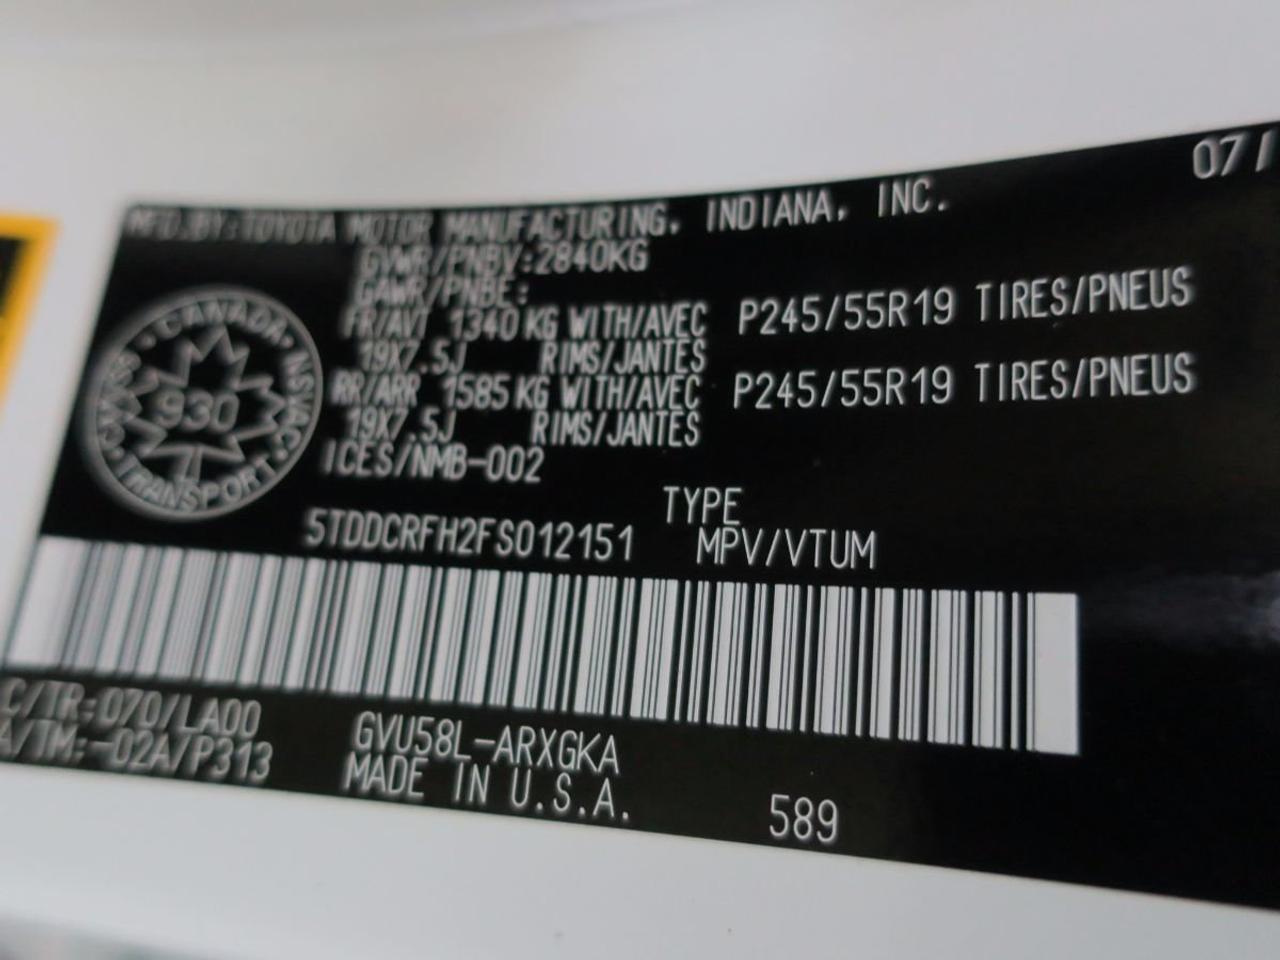 07/
MFD.BY:TOYOTA MOTOR MANUFACTURING, INDIANA, INC.
GVWR/PNBV:2840KG
GAWR/PNBE:
FR/AV 1340 KG WITH/AVEC P245/55R19 TIRES/PNEUS
19X7.5J RIMS/JANTES
RR/ARR 1585 KG WITH/AVEC P245/55R19 TIRES/PNEUS
19X7.5J RIMS/JANTES
ICES/NMB-002
CANADA
930
TRANSPORT
TYPE
5TDDCRFH2FS012151 MPV/VTUM
C/TR:070/LA00
A/TM:-02A/P313
GVU58L-ARXGKA
MADE IN U.S.A.
589